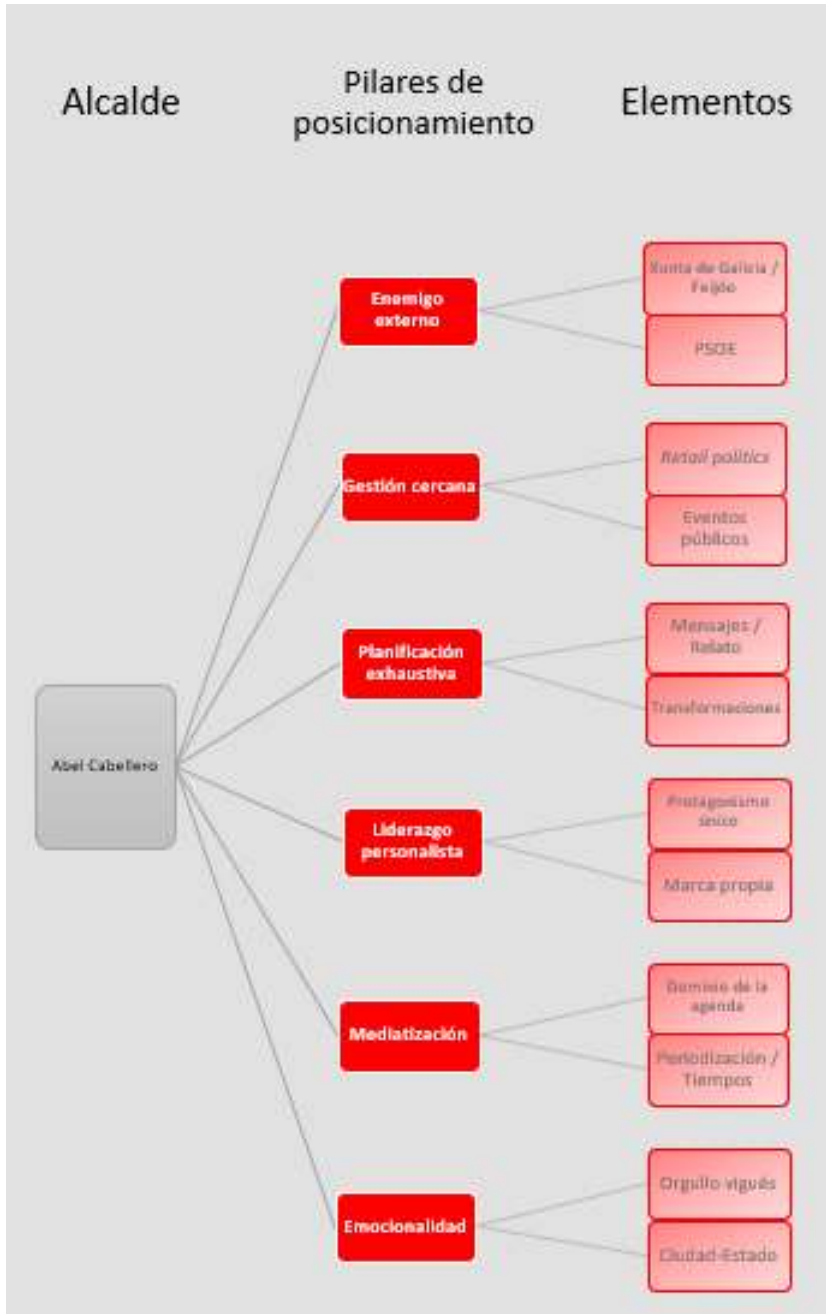 Alcalde
Pilares de
posicionamiento
Elementos
Enemigo
externo
Xunta de Galicia /
Feijóo
PSOE
Gestión cercana
Retail politics
Eventos
públicos
Planificación
exhaustiva
Mensajes /
Relato
Transformaciones
Abel Cabellero
Liderazgo
personalista
Protagonismo
único
Marca propia
Mediatización
Dominio de la
agenda
Periodización /
Tiempos
Emocionalidad
Orgullo vigués
Ciudad-Estado